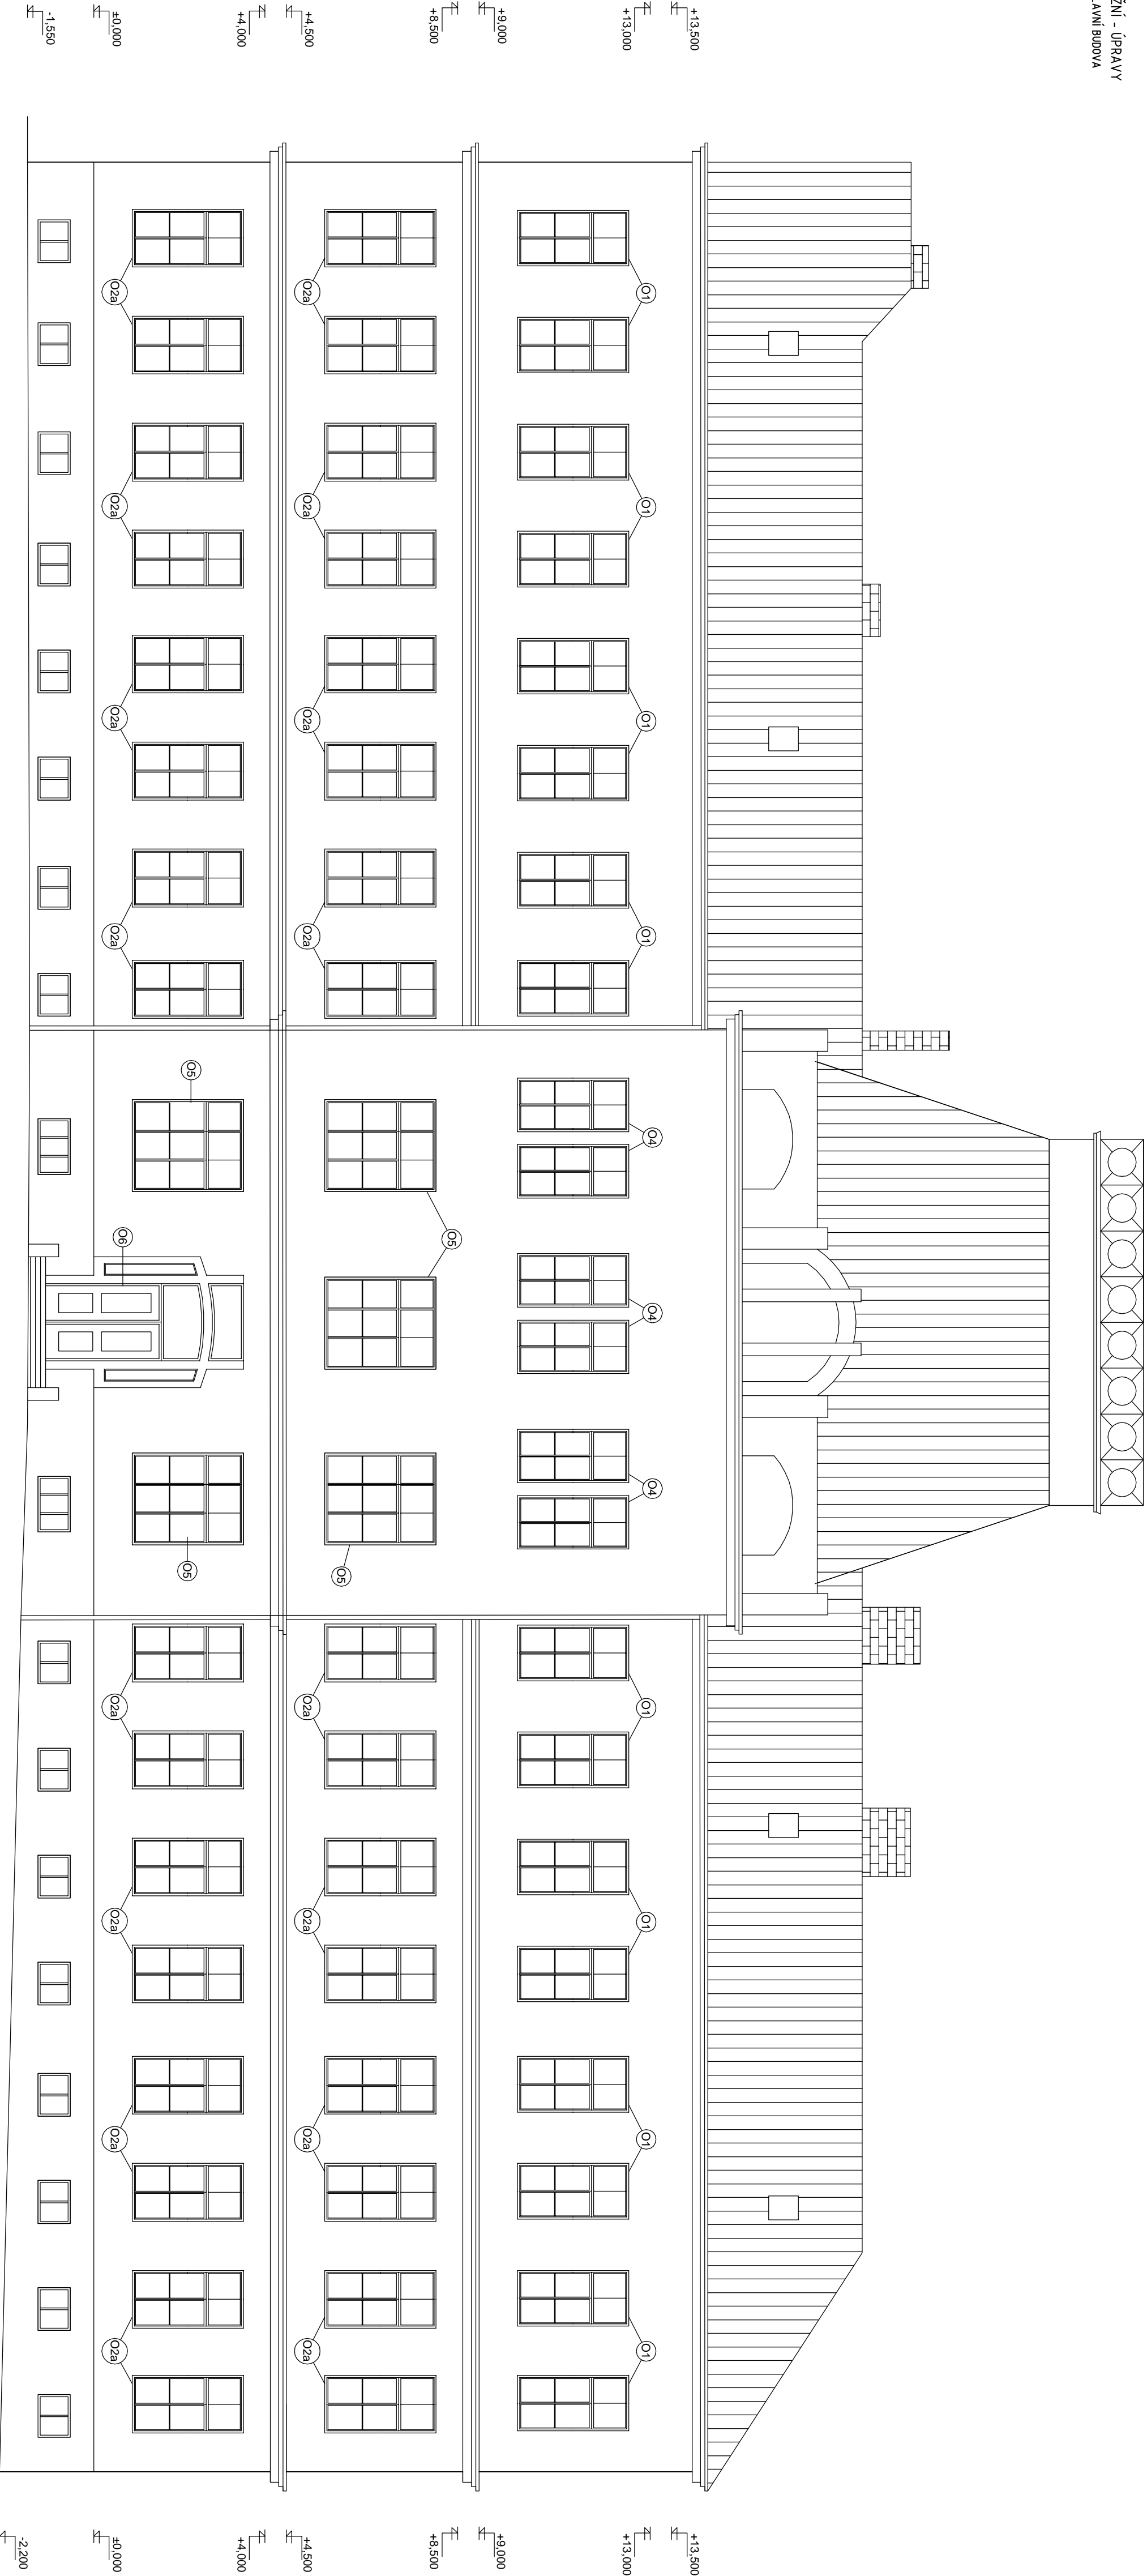 ŽNÍ - ÚPRAVY
LAVNÍ BUDOVA
+13,500 +13,500
+13,000 +13,000
O1 O1 O1 O1 O4 O4 O4 O1 O1 O1 O1
+9,000 +9,000
+8,500 +8,500
O5
O5
O2a O2a O2a O2a O2a O2a O2a O2a
+4,500 +4,500
+4,000 +4,000
O5 O5
O6
O2a O2a O2a O2a O2a O2a O2a O2a
±0,000 ±0,000
-1,550
-2,200